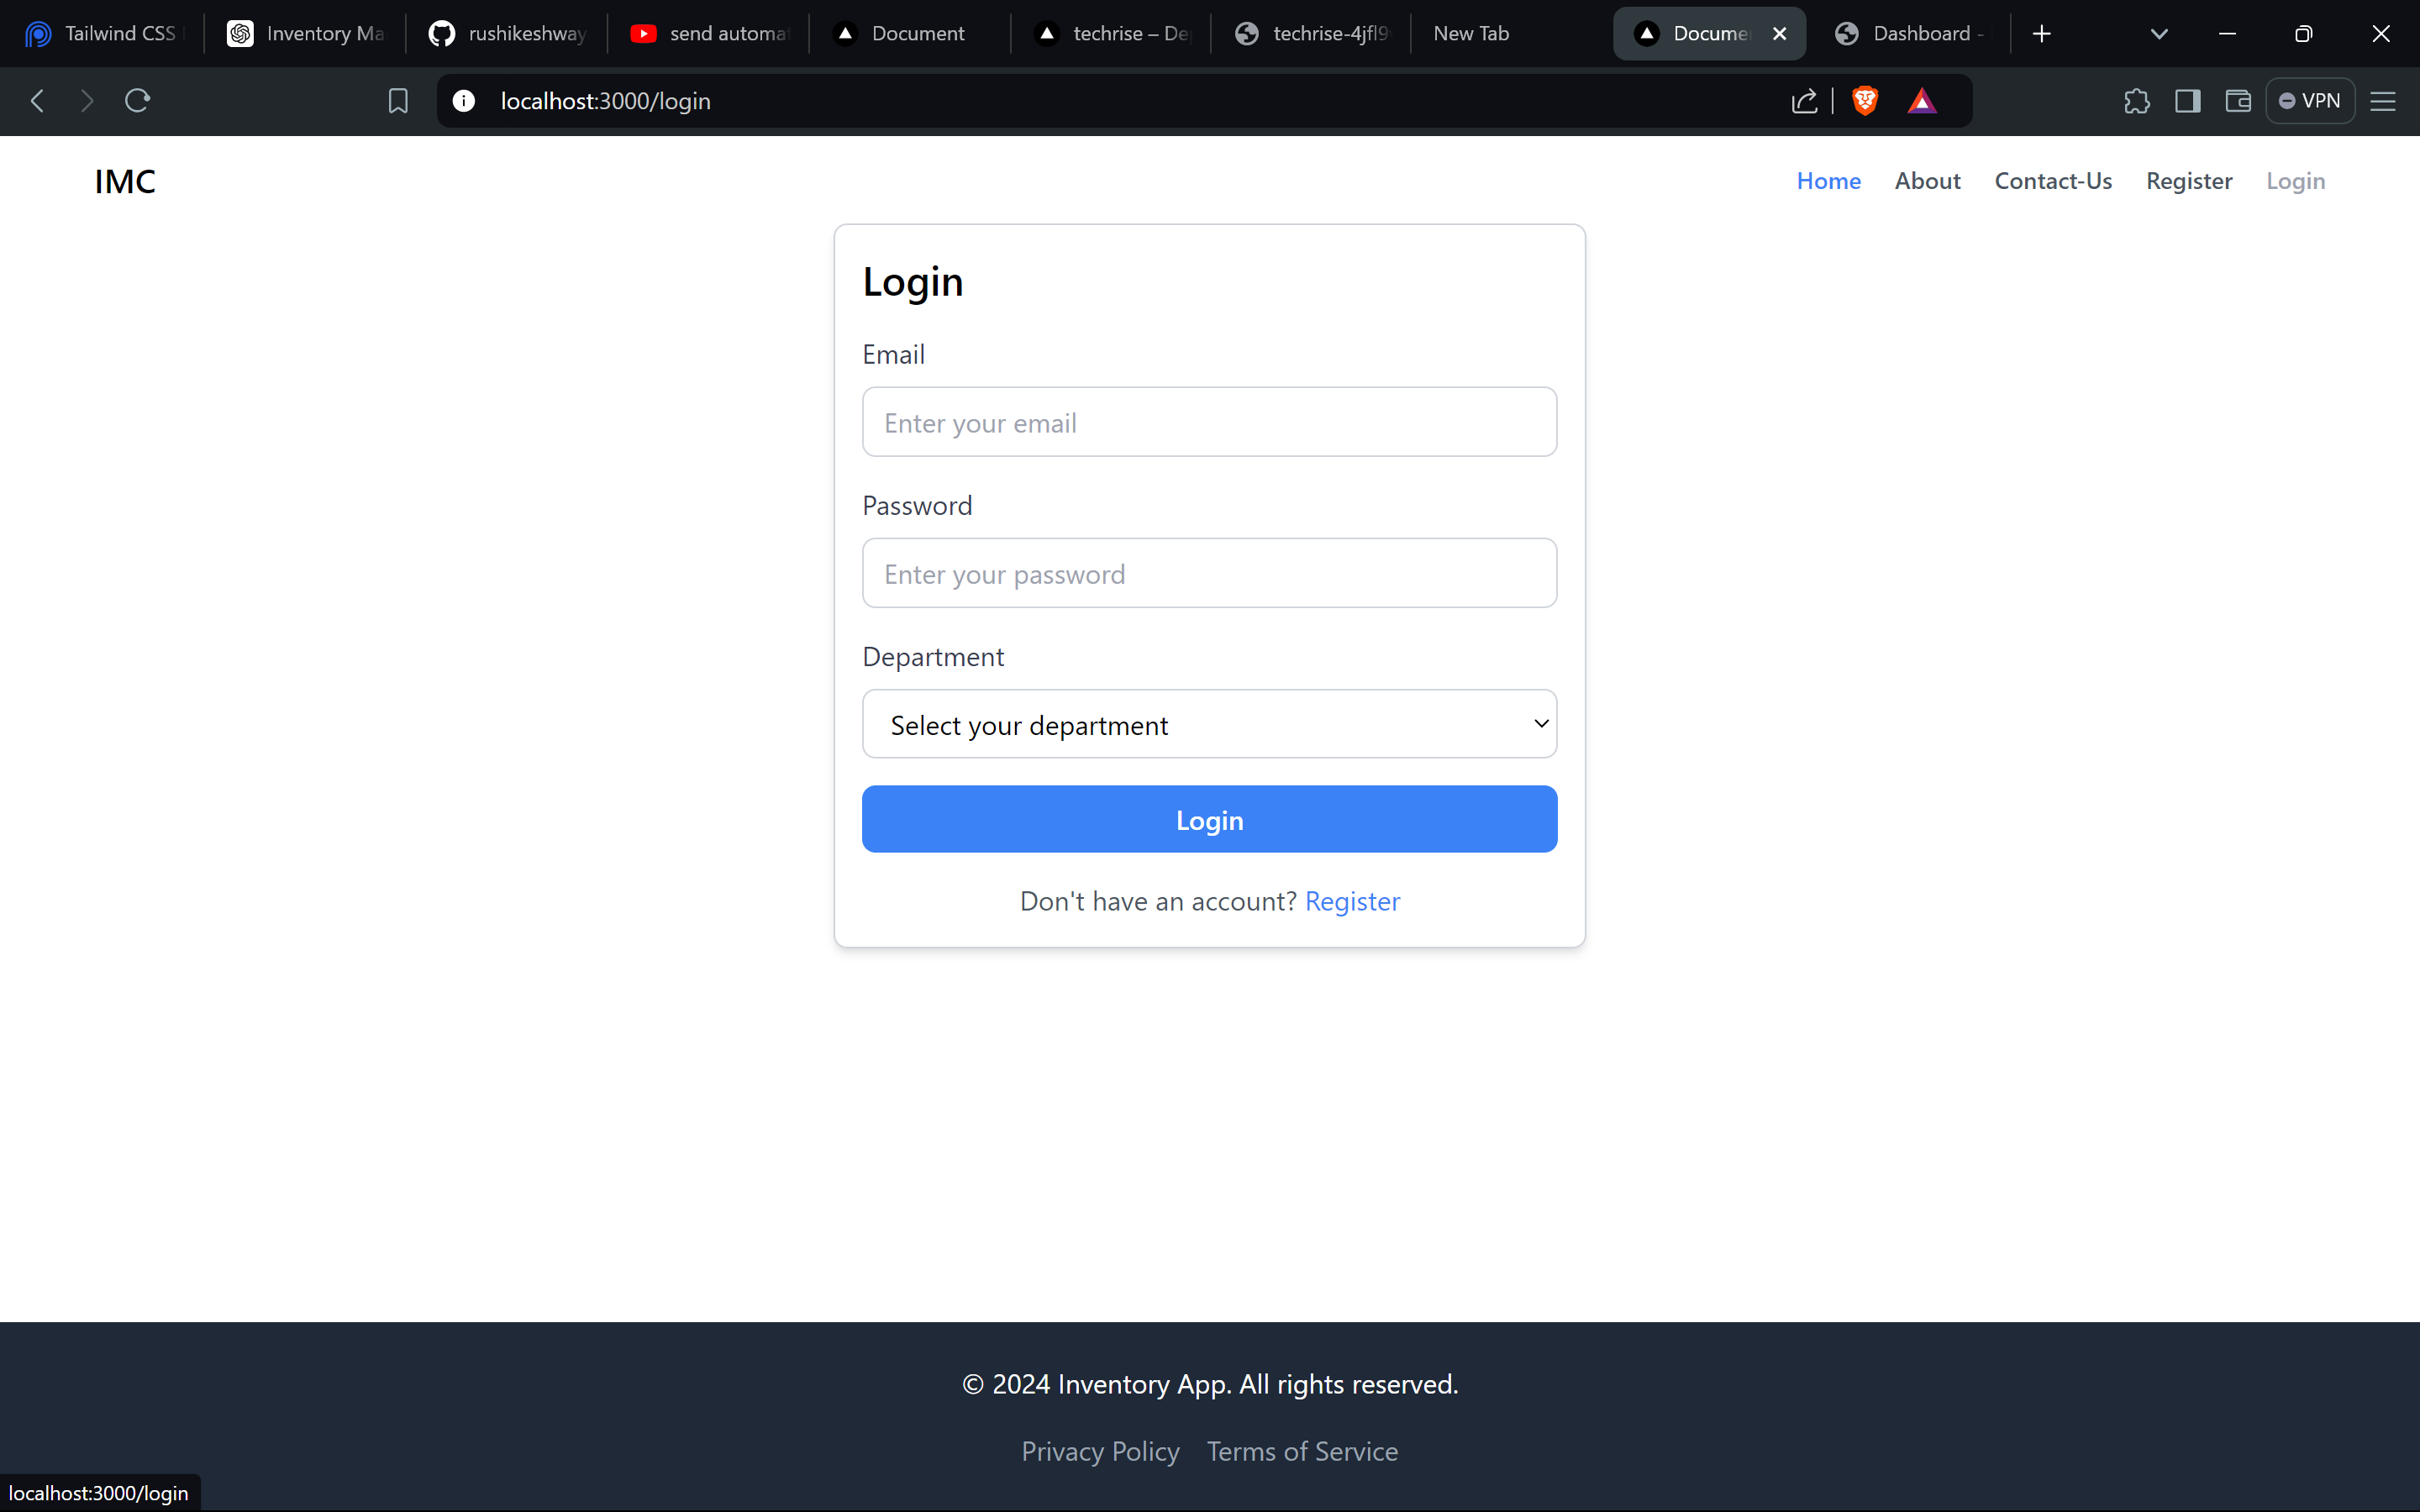 Tailwind CSS
Inventory Ma
rushikeshway
send automa
Document
techrise – De
techrise-4jfl9
New Tab
Docume
Dashboard -
localhost:3000/login
VPN
IMC
Home About Contact-Us Register Login
Login
Email
Enter your email
Password
Enter your password
Department
Select your department
Login
Don't have an account? Register
© 2024 Inventory App. All rights reserved.
Privacy Policy Terms of Service
localhost:3000/login